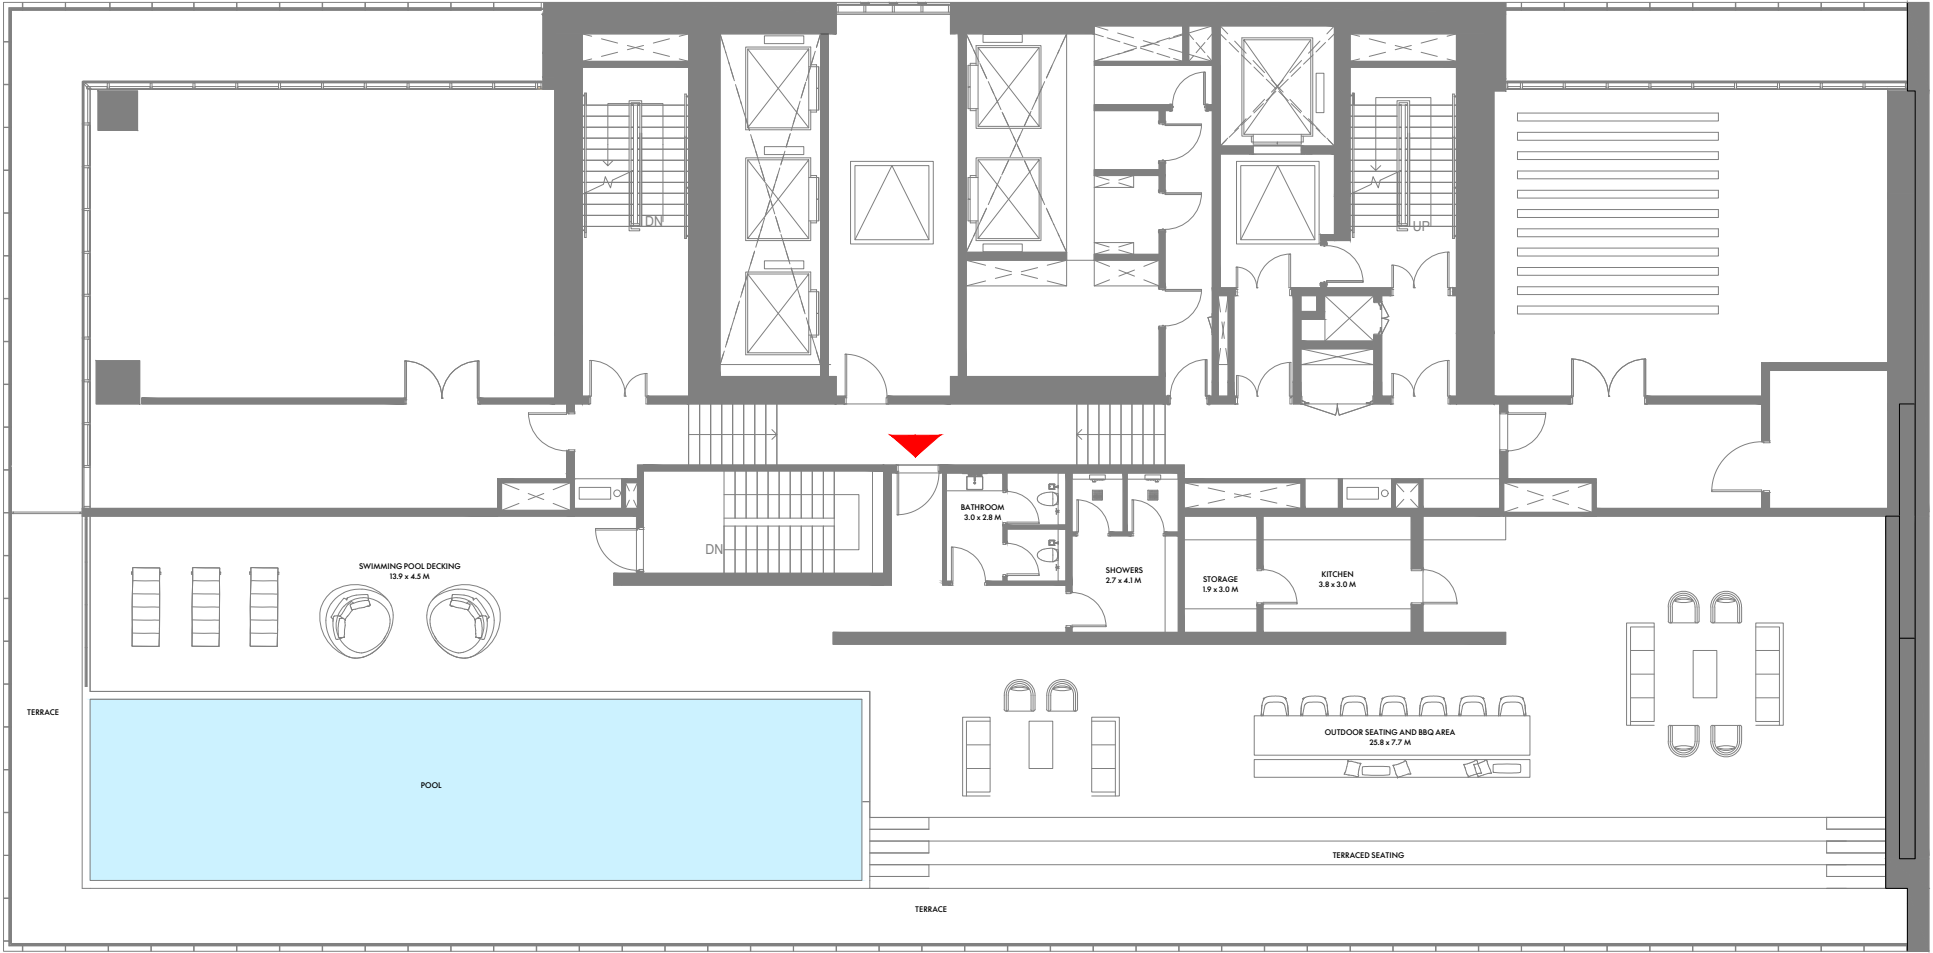 DN
UP
BATHROOM
3.0 x 2.8 M
DN
SWIMMING POOL DECKING
13.9 x 4.5 M
SHOWERS
2.7 x 4.1 M
STORAGE
1.9 x 3.0 M
KITCHEN
3.8 x 3.0 M
TERRACE
OUTDOOR SEATING AND BBQ AREA
25.8 x 7.7 M
POOL
TERRACED SEATING
TERRACE